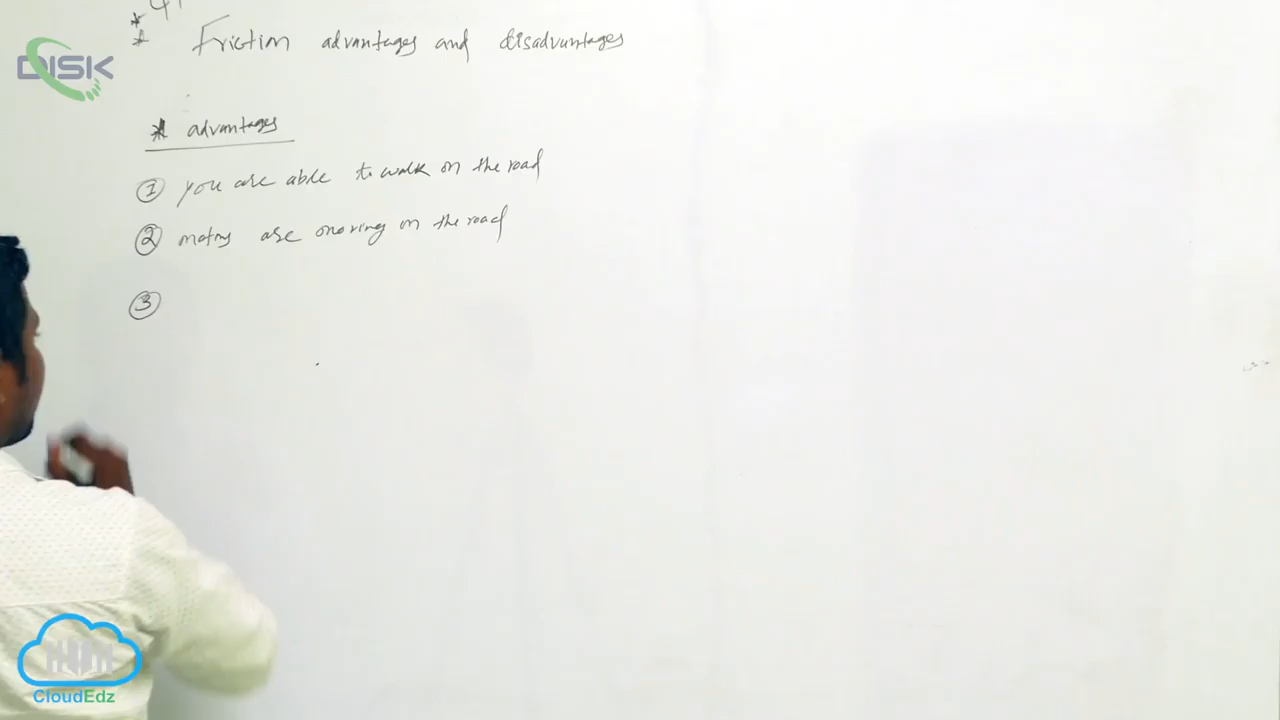 * Friction advantages and disadvantages
DISK
* advantages
① you are able to walk on the road
② are moving on the road
③
CloudEdz